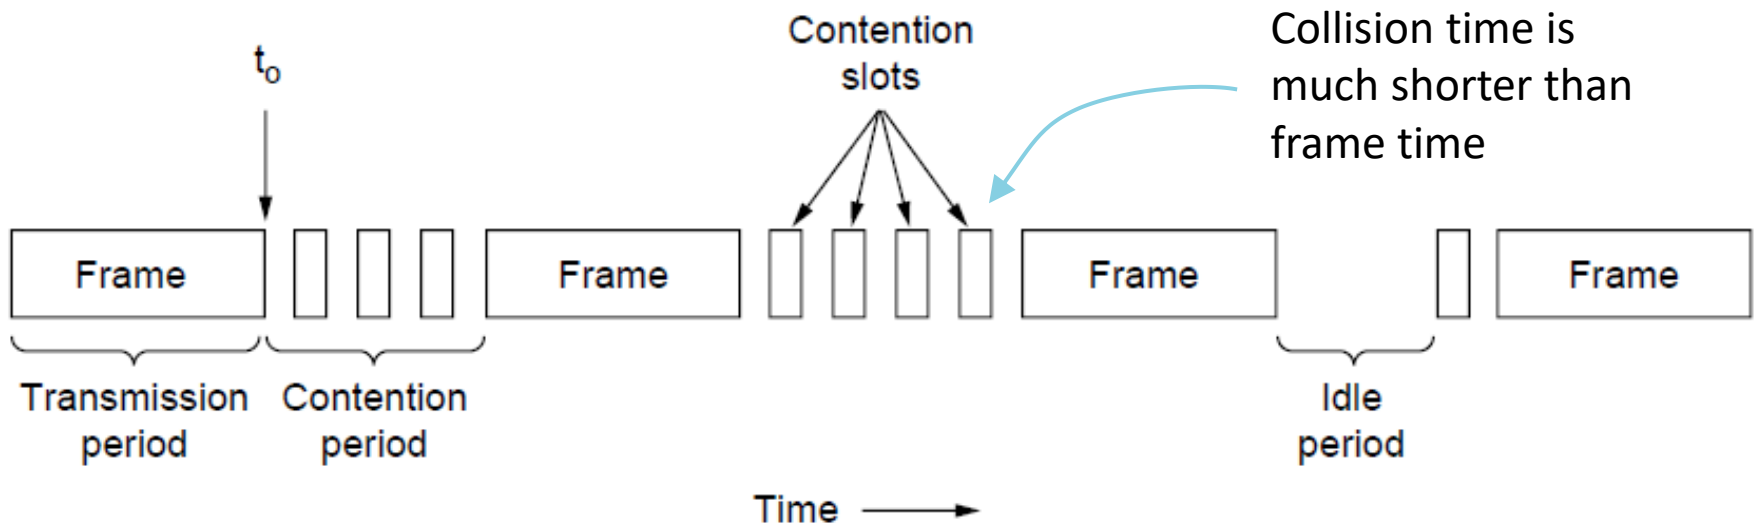 Contention
slots
Collision time is
much shorter than
frame time
to
Frame
Frame
Frame
Frame
Transmission
period
Contention
period
Idle
period
Time